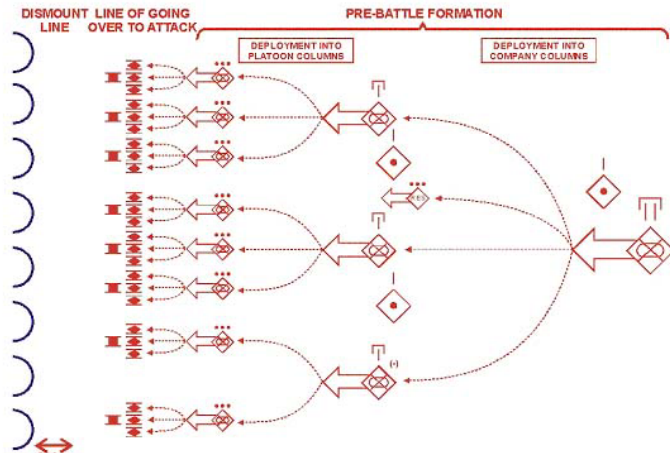 DISMOUNT LINE OF GOING
LINE OVER TO ATTACK
PRE-BATTLE FORMATION
DEPLOYMENT INTO
PLATOON COLUMNS
DEPLOYMENT INTO
COMPANY COLUMNS
(-)